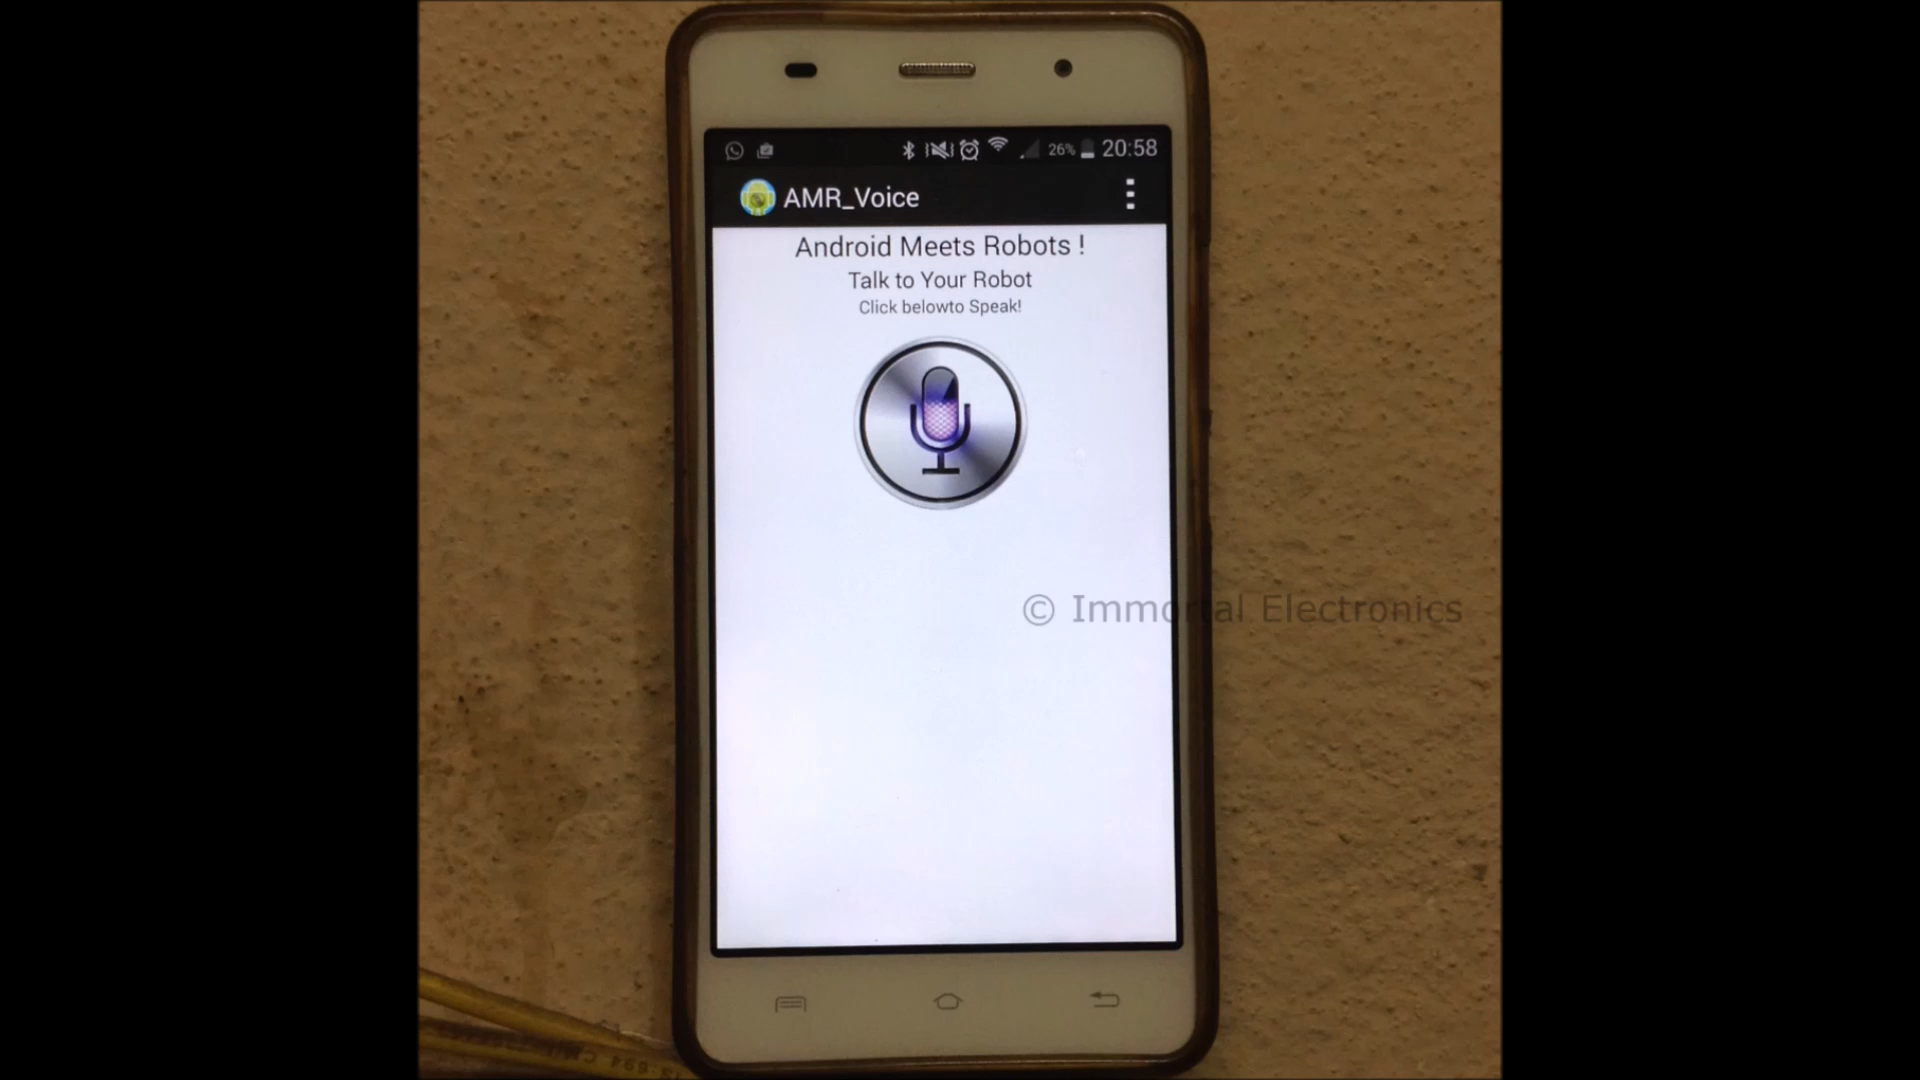 26% 20:58
AMR_Voice
Android Meets Robots !
Talk to Your Robot
Click belowto Speak!
© Immortal Electronics